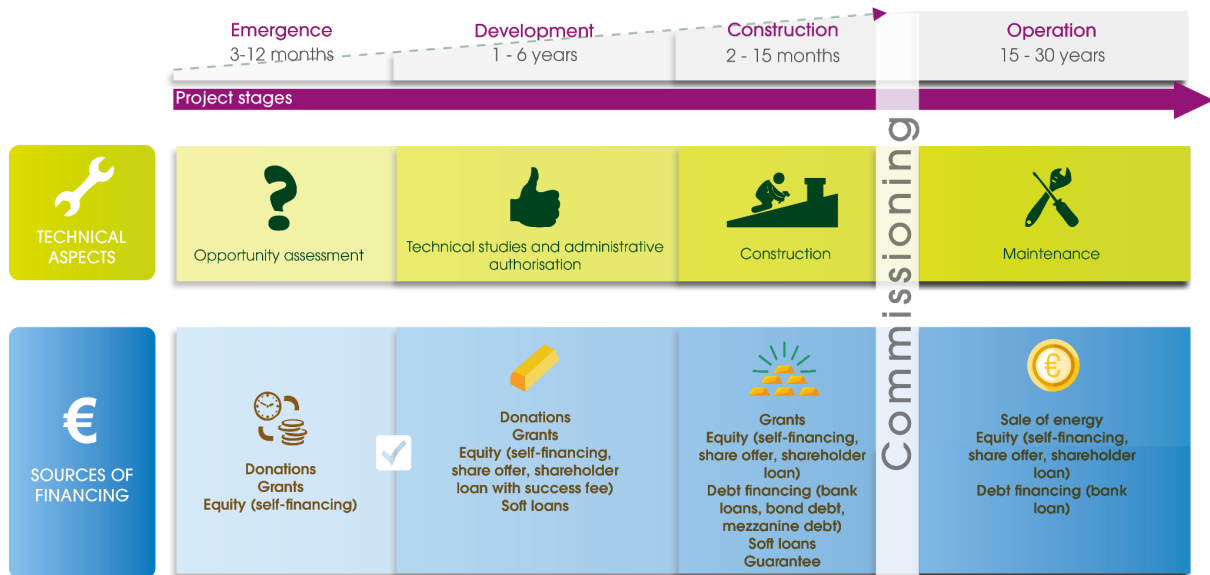 Emergence
3-12 months
Development
1 - 6 years
Construction
2 - 15 months
Operation
15 - 30 years
Project stages
Commissioning
TECHNICAL
ASPECTS
Opportunity assessment
Technical studies and administrative
authorisation
Construction
Maintenance
€
SOURCES OF
FINANCING
Donations
Grants
Equity (self-financing)
Donations
Grants
Equity (self-financing,
share offer, shareholder
loan with success fee)
Soft loans
Grants
Equity (self-financing,
share offer, shareholder
loan)
Debt financing (bank
loans, bond debt,
mezzanine debt)
Soft loans
Guarantee
€
Sale of energy
Equity (self-financing,
share offer, shareholder
loan)
Debt financing (bank
loan)